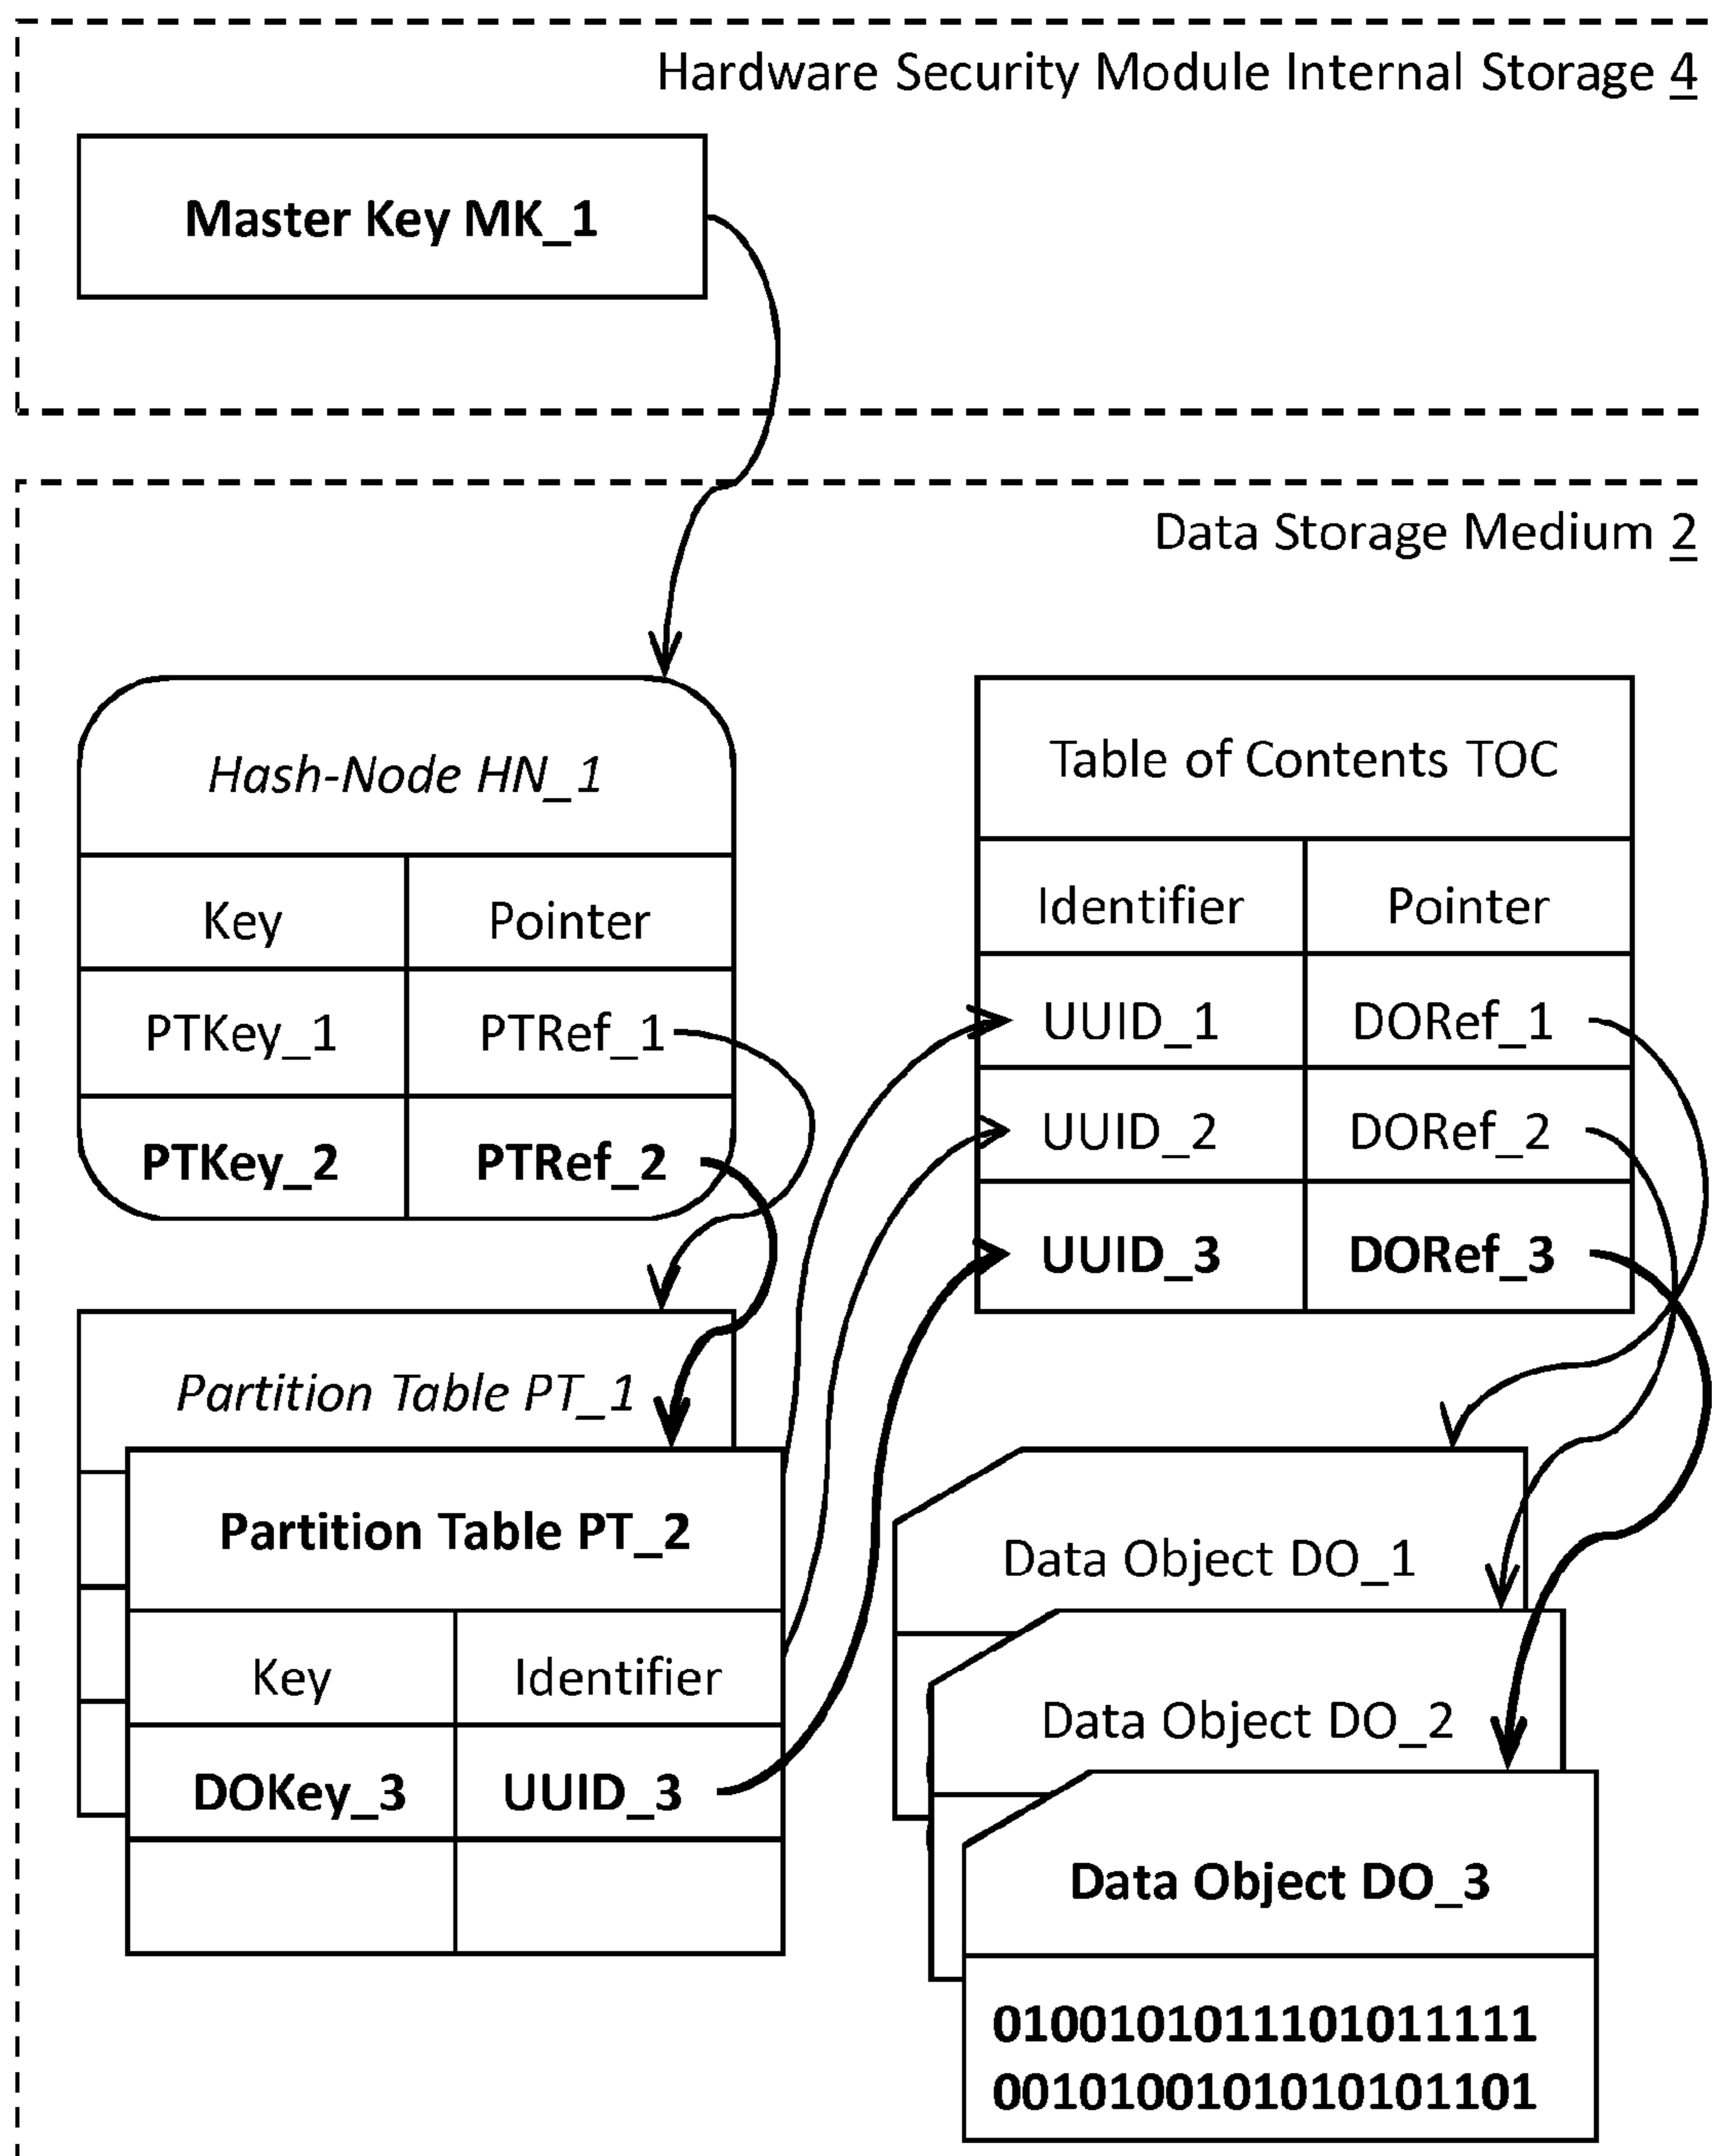 Hardware Security Module Internal Storage 4
Master Key MK_1
Data Storage Medium 2
Hash-Node HN_1
Key Pointer
PTKey_1 PTRef_1
PTKey_2 PTRef_2
Table of Contents TOC
Identifier Pointer
UUID_1 DORef_1
UUID_2 DORef_2
UUID_3 DORef_3
Partition Table PT_1
Partition Table PT_2
Key Identifier
DOKey_3 UUID_3
Data Object DO_1
Data Object DO_2
Data Object DO_3
0100101011101011111
0010100101010101101